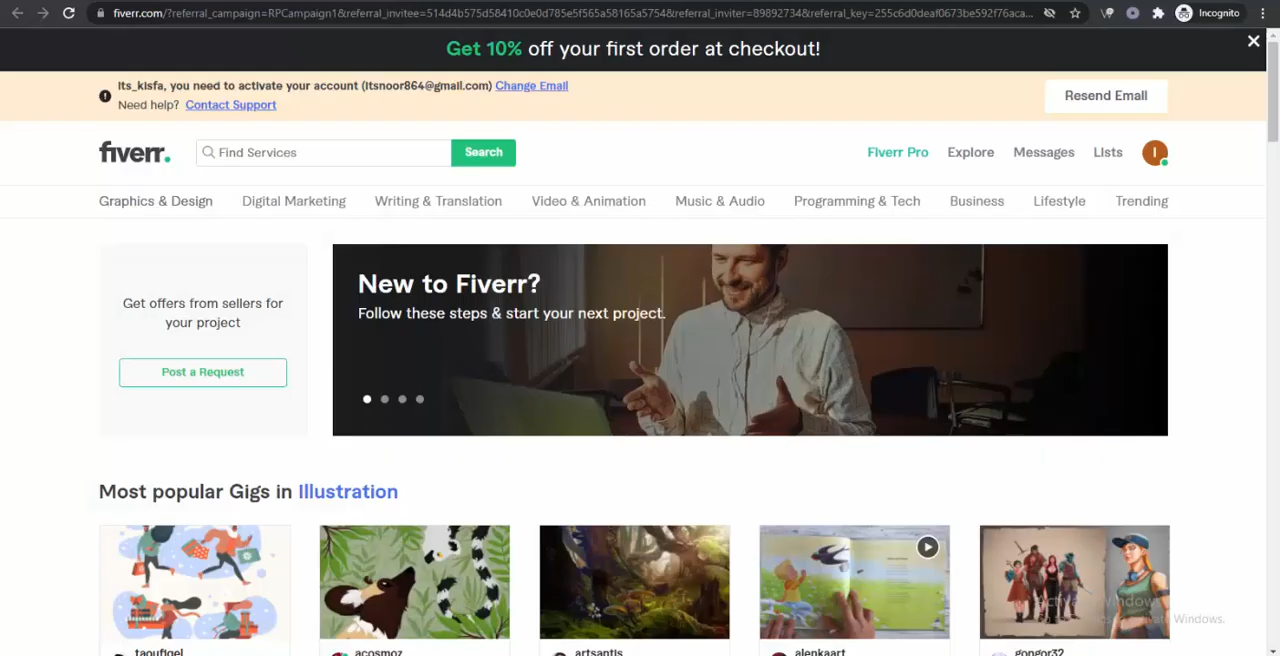 fiverr.com/?referral_campaign=RPCampaign1&referral_invitee=514d4b575d58410c0e0d785e5f565a58165a5754&referral_inviter=89892734&referral_key=255c6d0deaf0673be592f76aca...
Incognito
Get 10% off your first order at checkout!
its_kisfa, you need to activate your account (itsnoor864@gmail.com) Change Email
Need help? Contact Support
Resend Email
fiverr.
Find Services
Search
Fiverr Pro
Explore
Messages
Lists
I
Graphics & Design
Digital Marketing
Writing & Translation
Video & Animation
Music & Audio
Programming & Tech
Business
Lifestyle
Trending
Get offers from sellers for
your project
Post a Request
New to Fiverr?
Follow these steps & start your next project.
Most popular Gigs in Illustration
taoufiqel
acosmoz
artsantis
alenkaart
gongor32
Windows
Windows.